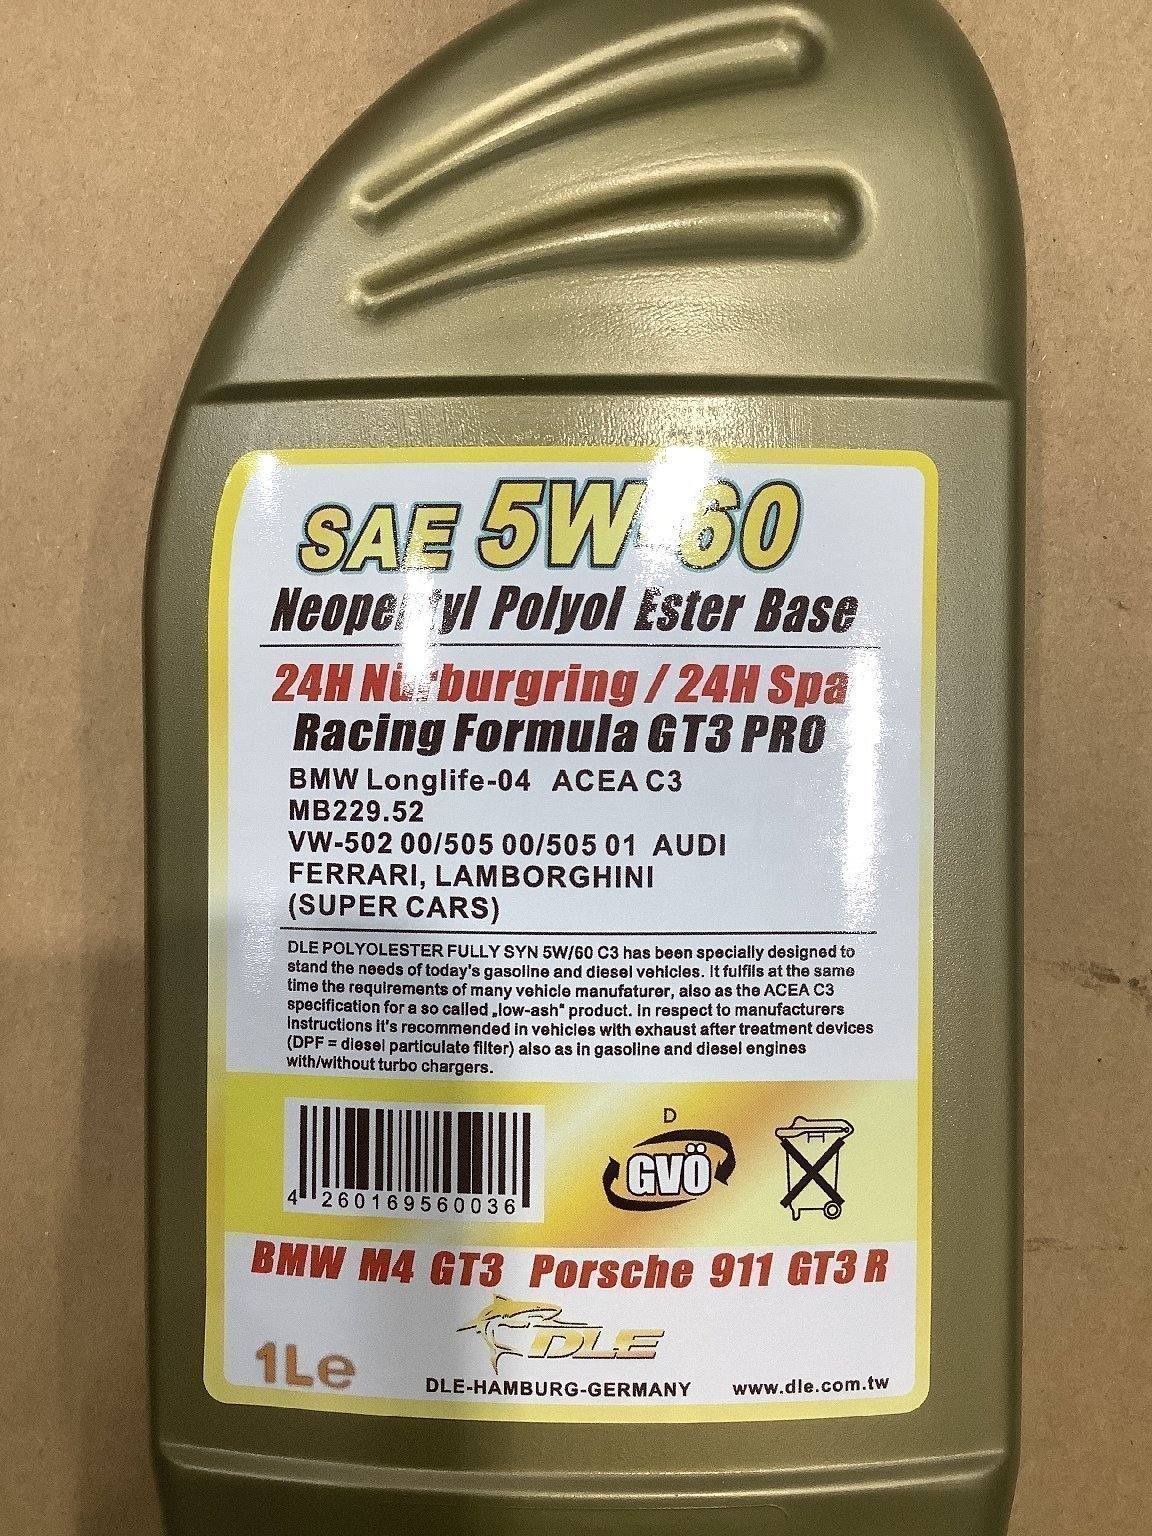 SAE 5W-60
Neopentyl Polyol Ester Base
24H Nürburgring / 24H Spa
Racing Formula GT3 PRO
BMW Longlife-04 ACEA C3
MB229.52
VW-502 00/505 00/505 01 AUDI
FERRARI, LAMBORGHINI
(SUPER CARS)
DLE POLYOLESTER FULLY SYN 5W/60 C3 has been specially designed to
stand the needs of today's gasoline and diesel vehicles. It fulfils at the same
time the requirements of many vehicle manufaturer, also as the ACEA C3
specification for a so called „low-ash“ product. In respect to manufacturers
instructions it's recommended in vehicles with exhaust after treatment devices
(DPF = diesel particulate filter) also as in gasoline and diesel engines
with/without turbo chargers.
D
GVÖ
4 260169560036
BMW M4 GT3 Porsche 911 GT3 R
DLE
1Le
DLE-HAMBURG-GERMANY www.dle.com.tw